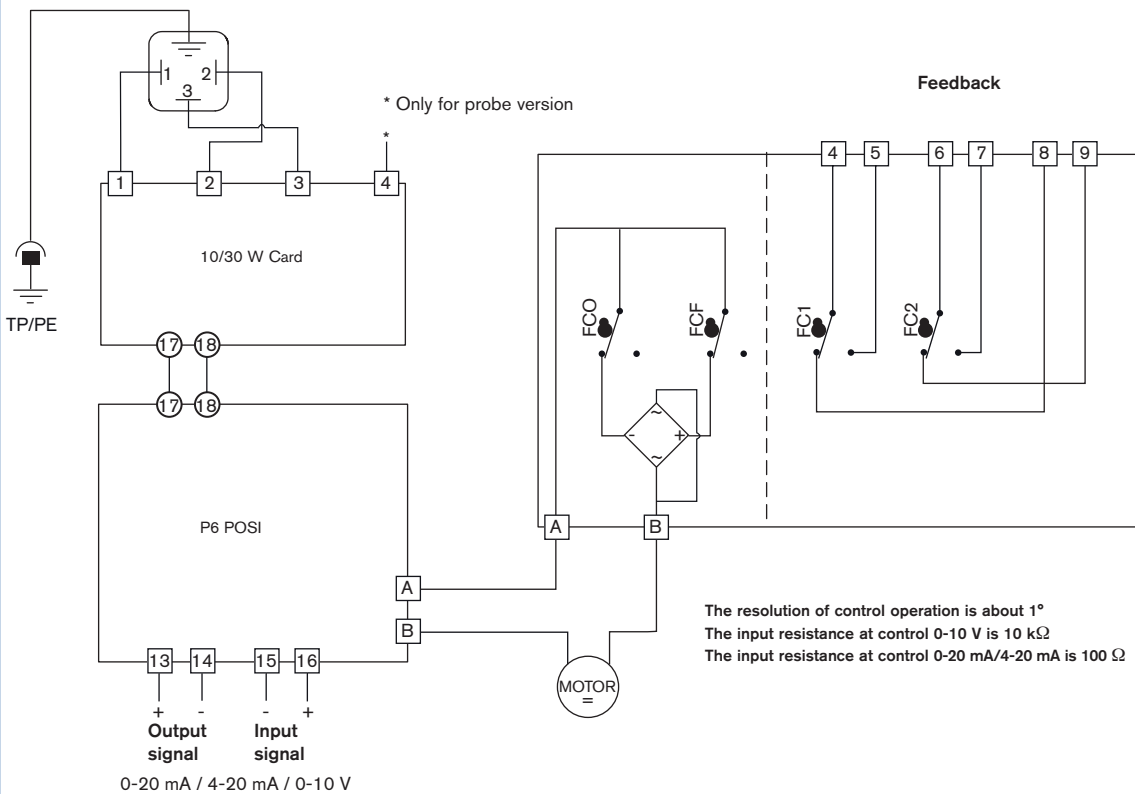 1 2
3
* Only for probe version
*
Feedback
1 2 3 4
4 5 6 7 8 9
10/30 W Card
TP/PE
FCO FCF FC1 FC2
17 18
17 18
~
- +
~
P6 POSI
A B
A
B
The resolution of control operation is about 1°
The input resistance at control 0-10 V is 10 kΩ
The input resistance at control 0-20 mA/4-20 mA is 100 Ω
13 14 15 16
MOTOR
=
+ - - +
Output signal
Input signal
0-20 mA / 4-20 mA / 0-10 V